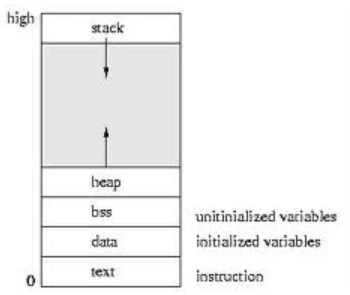 high
stack
heap
bss unitinialized variables
data initialized variables
text instruction
0